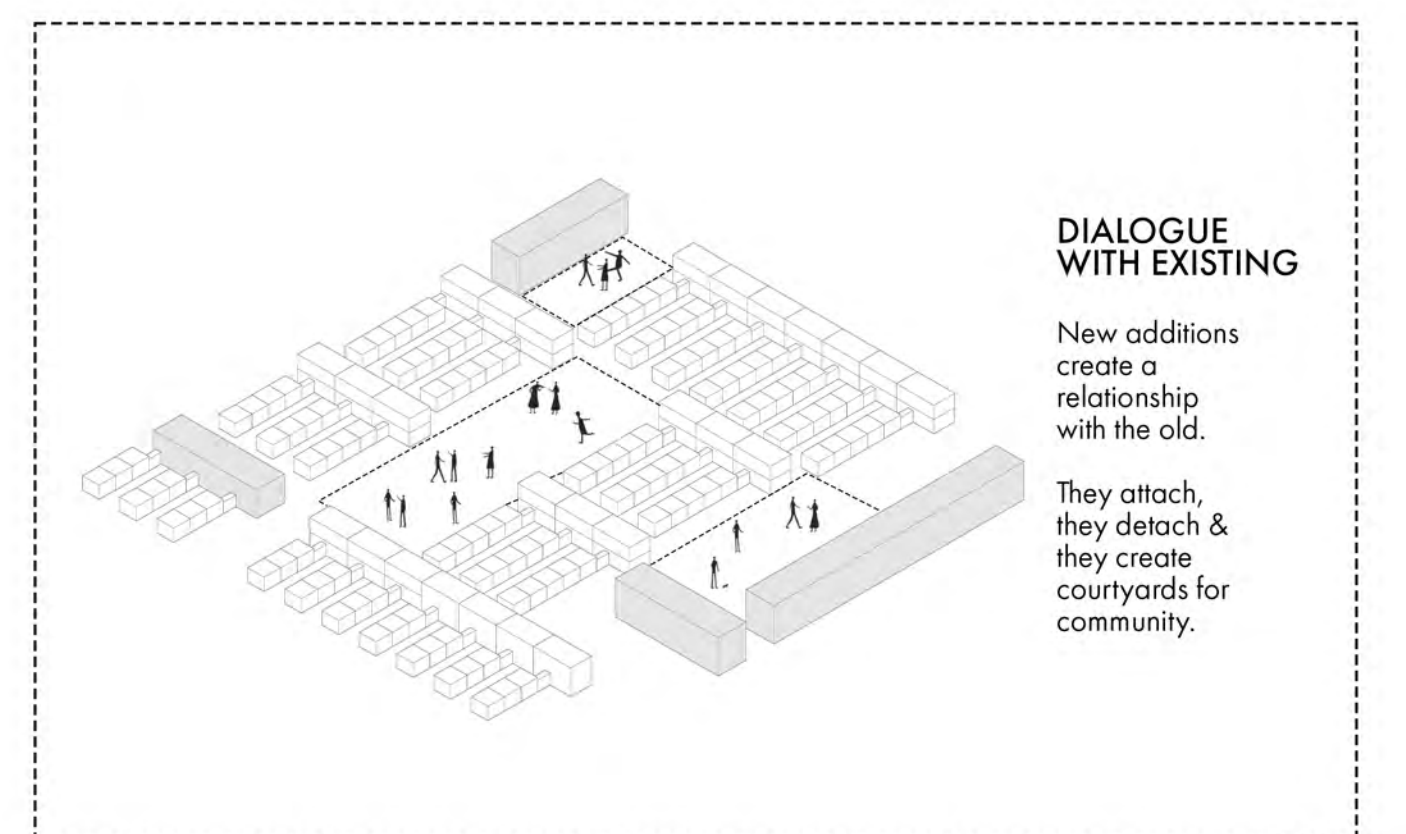 DIALOGUE
WITH EXISTING
New additions
create a
relationship
with the old.
They attach,
they detach &
they create
courtyards for
community.